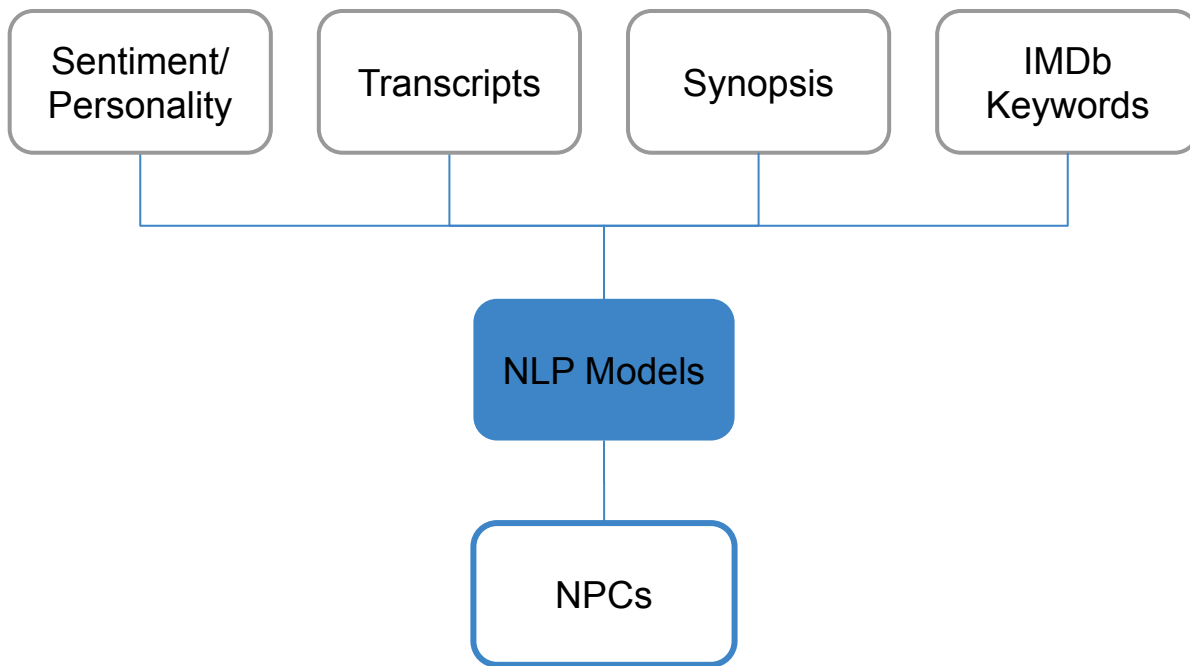 Sentiment/
Personality
Transcripts
Synopsis
IMDb
Keywords
NLP Models
NPCs